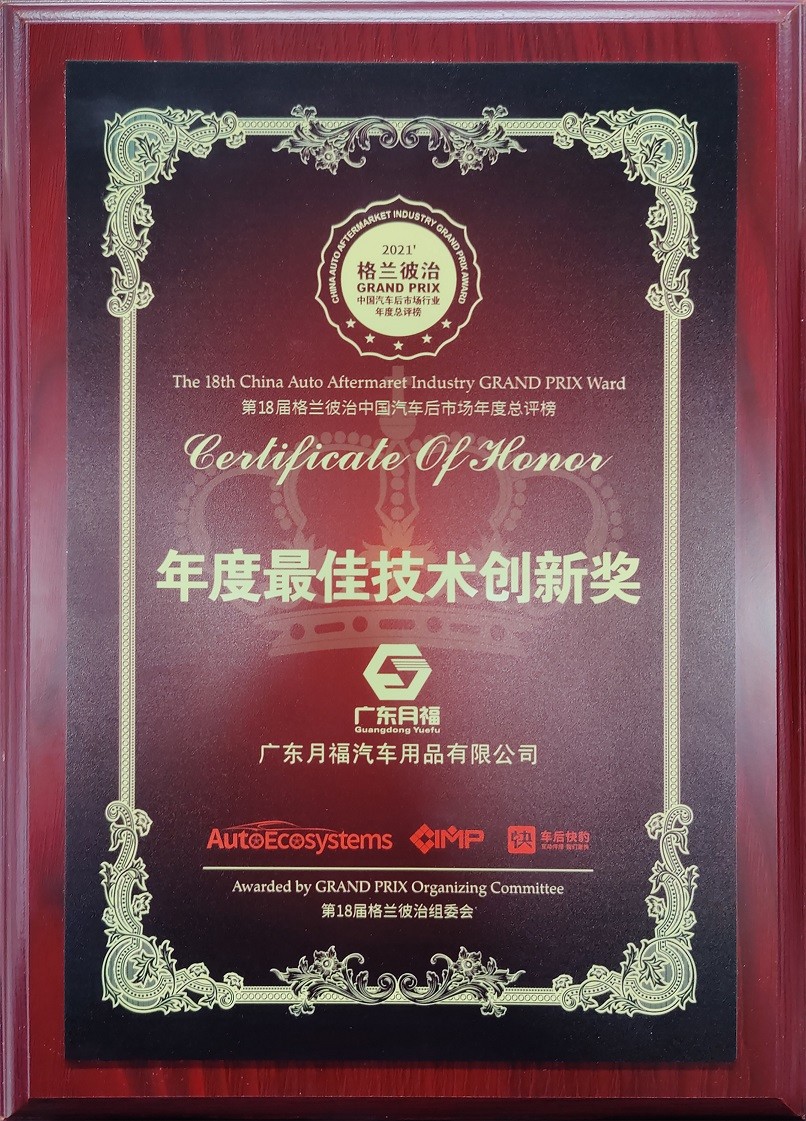 CHINA AUTO AFTERMARKET INDUSTRY GRAND PRIX AWARD
2021'
格兰彼治
GRAND PRIX
中国汽车后市场行业
年度总评榜
The 18th China Auto Aftermaret Industry GRAND PRIX Ward
第18届格兰彼治中国汽车后市场年度总评榜
Certificate Of Honor
年度最佳技术创新奖
广东月福
Guangdong Yuefu
广东月福汽车用品有限公司
AutoEcosystems CIMP 快 车后快豹
Awarded by GRAND PRIX Organizing Committee
第18届格兰彼治组委会